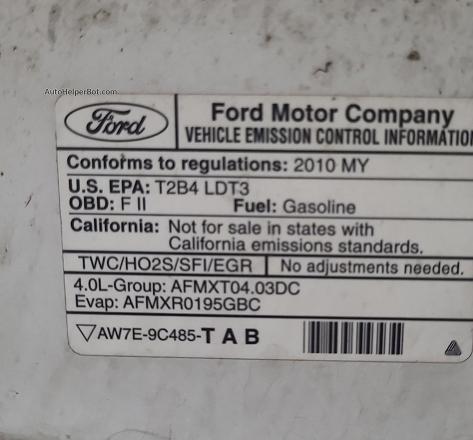 AutoHelperBot.com
Ford
Ford Motor Company
VEHICLE EMISSION CONTROL INFORMATION
Conforms to regulations: 2010 MY
U.S. EPA: T2B4 LDT3
OBD: F II Fuel: Gasoline
California: Not for sale in states with
California emissions standards.
TWC/HO2S/SFI/EGR No adjustments needed.
4.0L-Group: AFMXT04.03DC
Evap: AFMXR0195GBC
▽AW7E-9C485-T A B